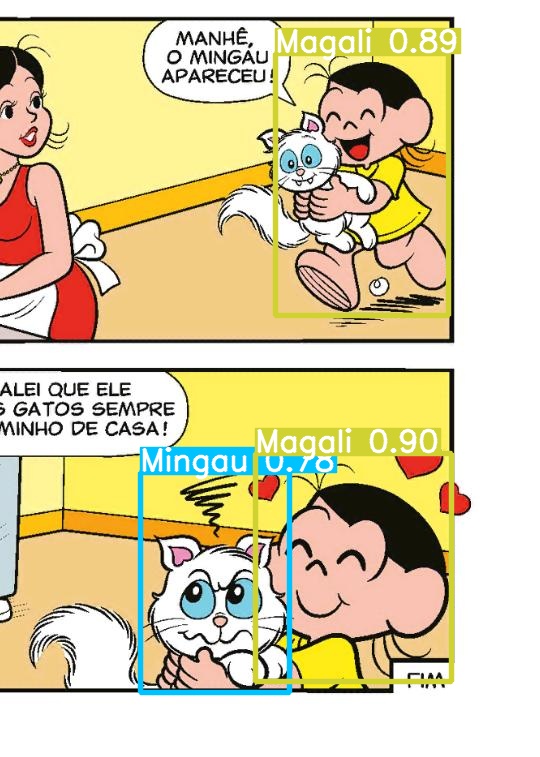 MANHÊ,
O MINGAU
APARECEU!
Magali 0.89
ALEI QUE ELE
S GATOS SEMPRE
MINHO DE CASA!
Magali 0.90
Mingau 0.78
FIM